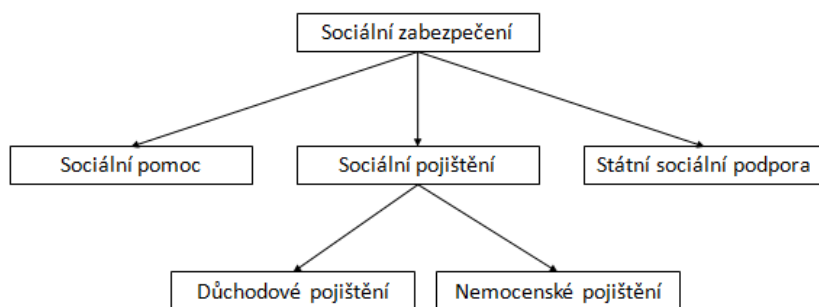 Sociální zabezpečení
Sociální pomoc
Sociální pojištění
Státní sociální podpora
Důchodové pojištění
Nemocenské pojištění